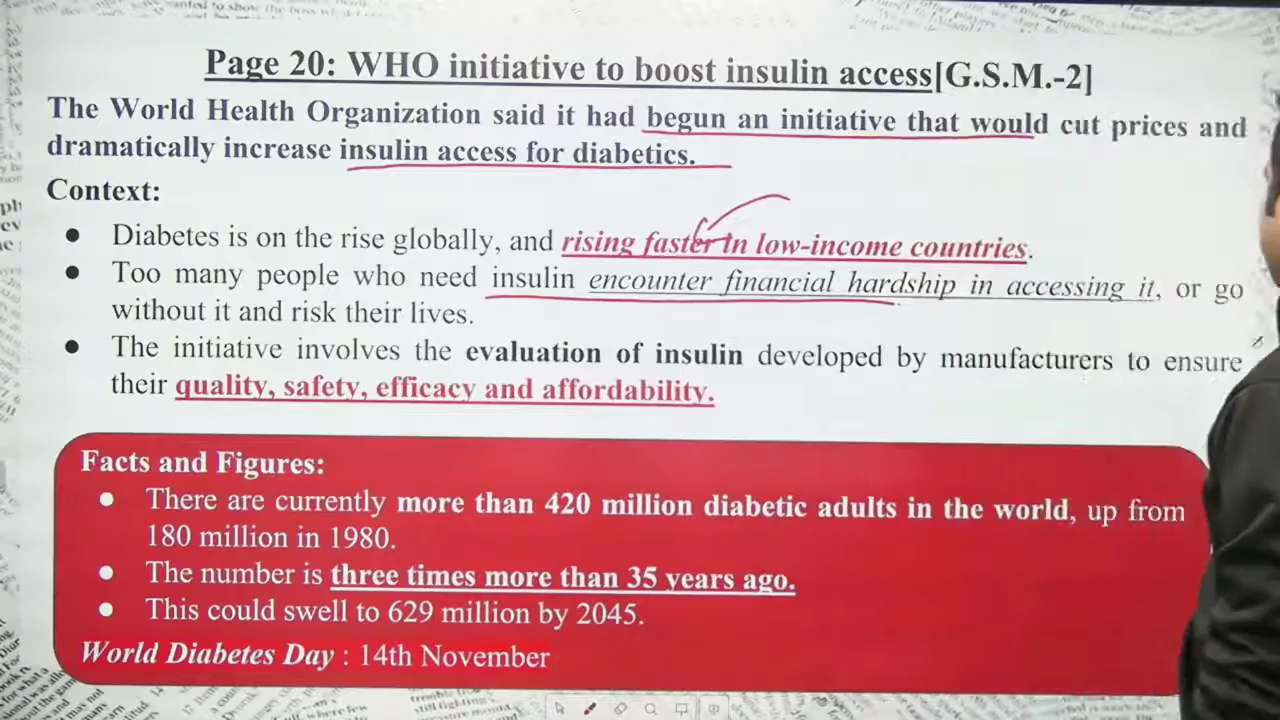 Page 20: WHO initiative to boost insulin access[G.S.M.-2]
The World Health Organization said it had begun an initiative that would cut prices and
dramatically increase insulin access for diabetics.
Context:
● Diabetes is on the rise globally, and rising faster in low-income countries.
● Too many people who need insulin encounter financial hardship in accessing it, or go
without it and risk their lives.
● The initiative involves the evaluation of insulin developed by manufacturers to ensure
their quality, safety, efficacy and affordability.
Facts and Figures:
● There are currently more than 420 million diabetic adults in the world, up from
180 million in 1980.
● The number is three times more than 35 years ago.
● This could swell to 629 million by 2045.
World Diabetes Day : 14th November